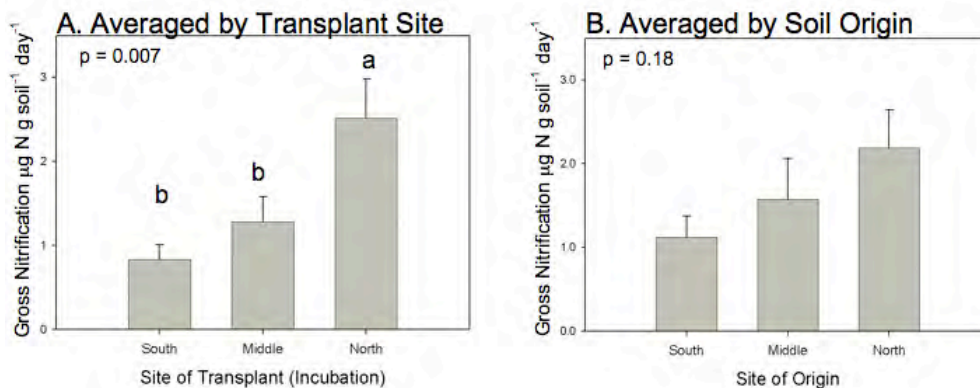 A. Averaged by Transplant Site
p = 0.007
a
b
b
3
2
1
0
Gross Nitrification µg N g soil⁻¹ day⁻¹
South Middle North
Site of Transplant (Incubation)
B. Averaged by Soil Origin
p = 0.18
3.0
2.0
1.0
0.0
Gross Nitrification µg N g soil⁻¹ day⁻¹
South Middle North
Site of Origin